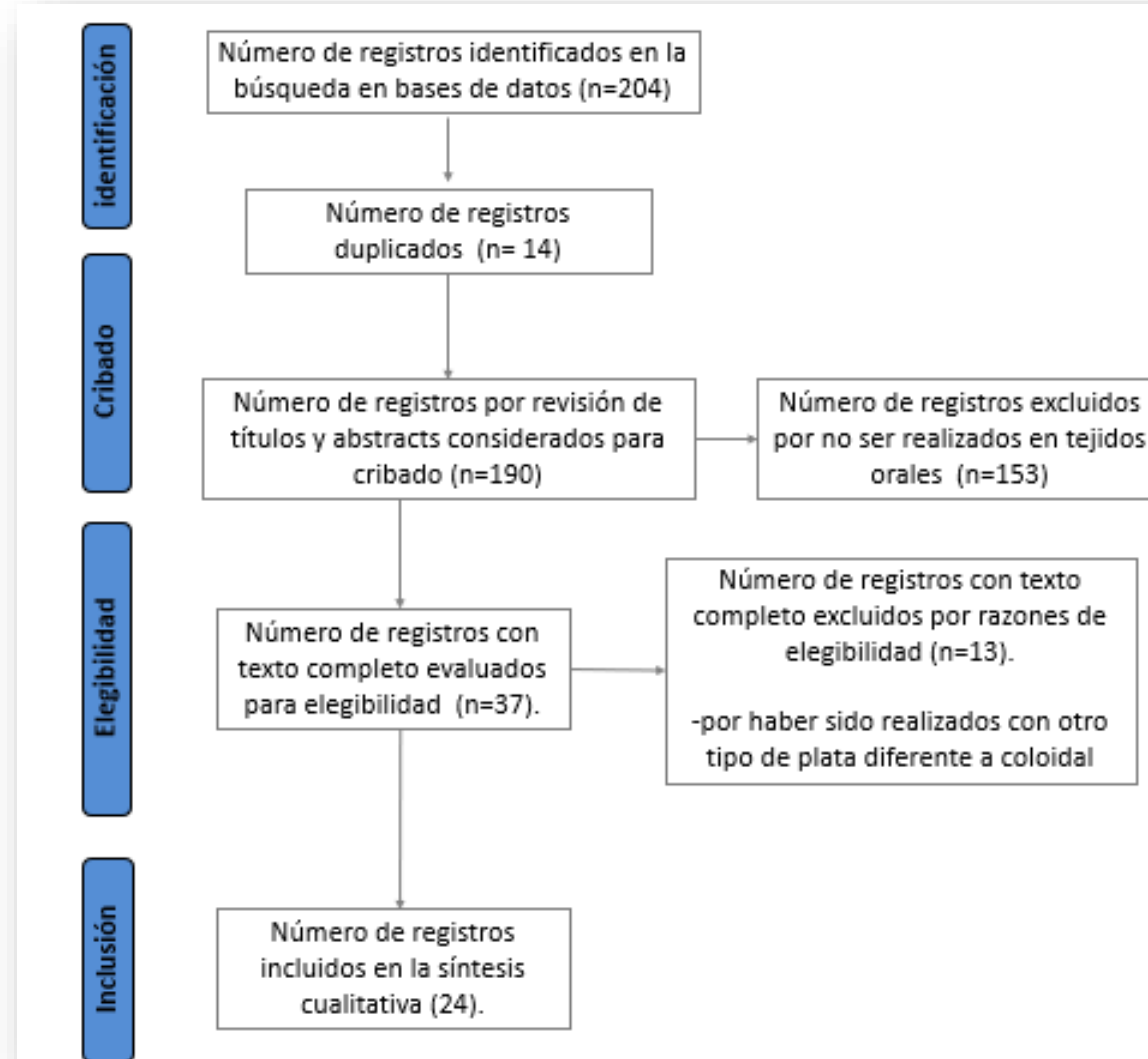 identificación
Número de registros identificados en la
búsqueda en bases de datos (n=204)
Número de registros
duplicados  (n= 14)
Cribado
Número de registros por revisión de
títulos y abstracts considerados para
cribado (n=190)
Número de registros excluidos
por no ser realizados en tejidos
orales  (n=153)
Elegibilidad
Número de registros con
texto completo evaluados
para elegibilidad  (n=37).
Número de registros con texto
completo excluidos por razones de
elegibilidad (n=13).
-por haber sido realizados con otro
tipo de plata diferente a coloidal
Inclusión
Número de registros
incluidos en la síntesis
cualitativa (24).